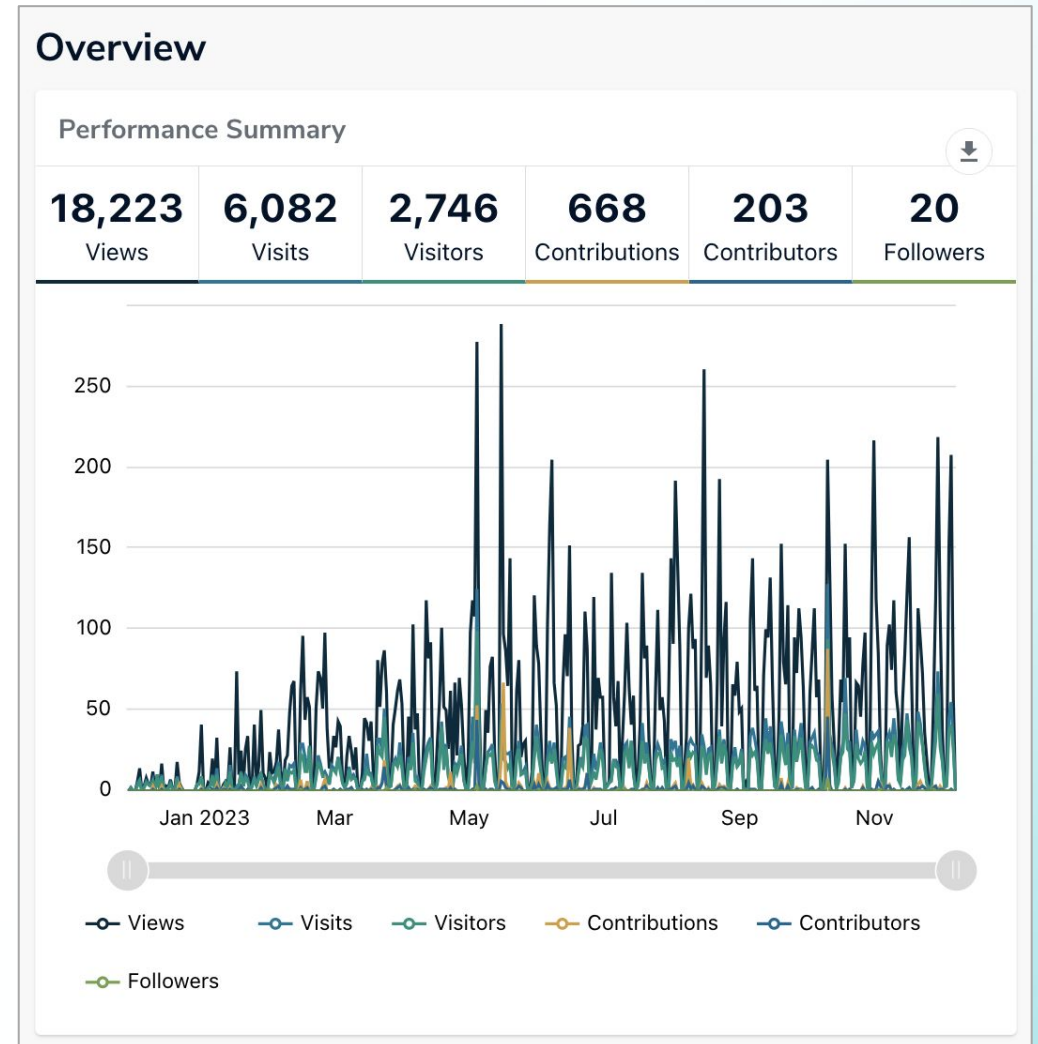 Overview
Performance Summary
18,223 6,082 2,746 668 203 20
Views Visits Visitors Contributions Contributors Followers
250
200
150
100
50
0
Jan 2023 Mar May Jul Sep Nov
Views Visits Visitors Contributions Contributors
Followers